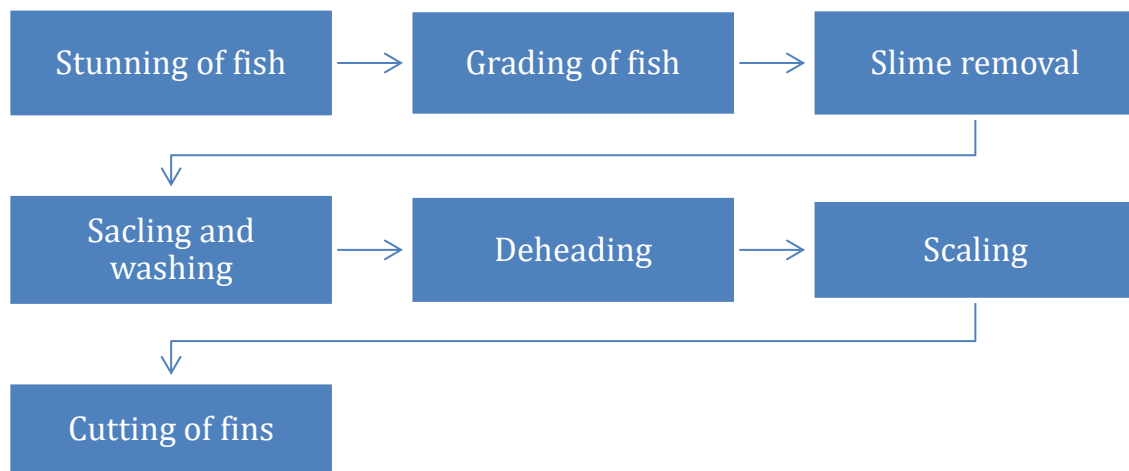 Stunning of fish
Grading of fish
Slime removal
Sacling and
washing
Deheading
Scaling
Cutting of fins